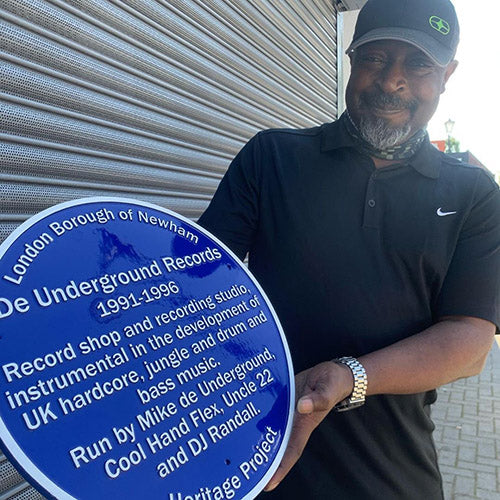 London Borough of Newham
De Underground Records
1991-1996
Record shop and recording studio,
instrumental in the development of
UK hardcore, jungle and drum and
bass music.
Run by Mike de Underground,
Cool Hand Flex, Uncle 22
and DJ Randall.
Heritage Project